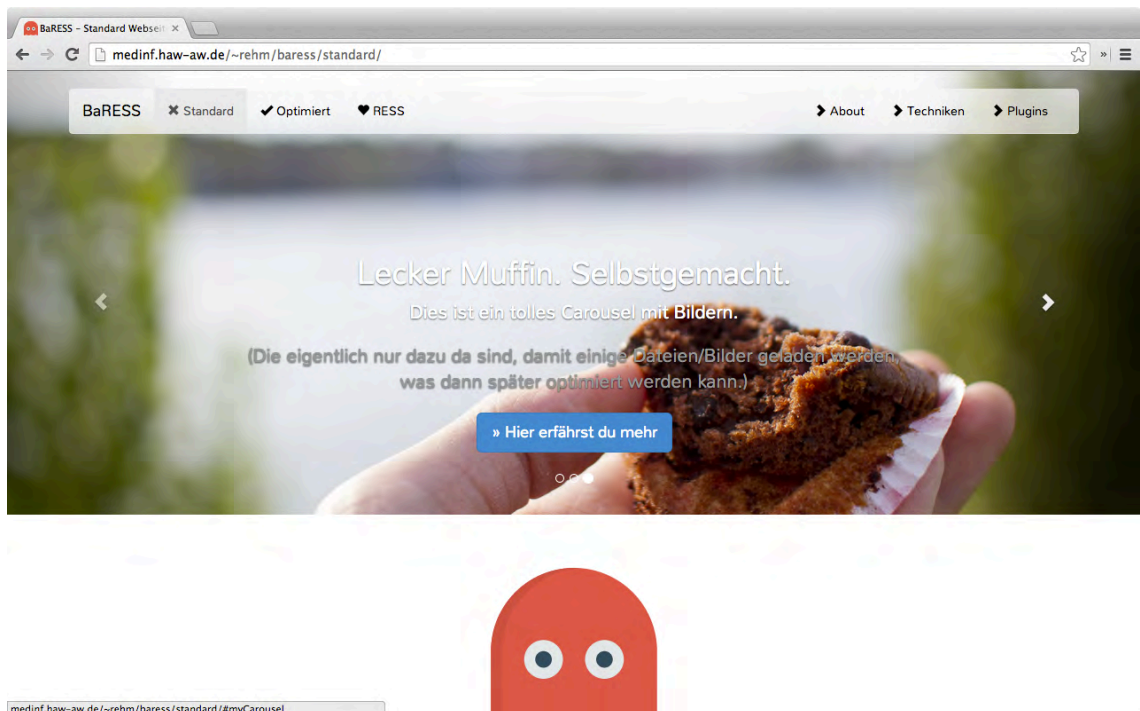 BaRESS – Standard Webseit
medinf.haw-aw.de/~rehm/baress/standard/
BaRESS Standard Optimiert RESS About Techniken Plugins
Lecker Muffin. Selbstgemacht.
Dies ist ein tolles Carousel mit Bildern.
(Die eigentlich nur dazu da sind, damit einige Dateien/Bilder geladen werden,
was dann später optimiert werden kann.)
» Hier erfährst du mehr
medinf.haw-aw.de/~rehm/baress/standard/#myCarousel